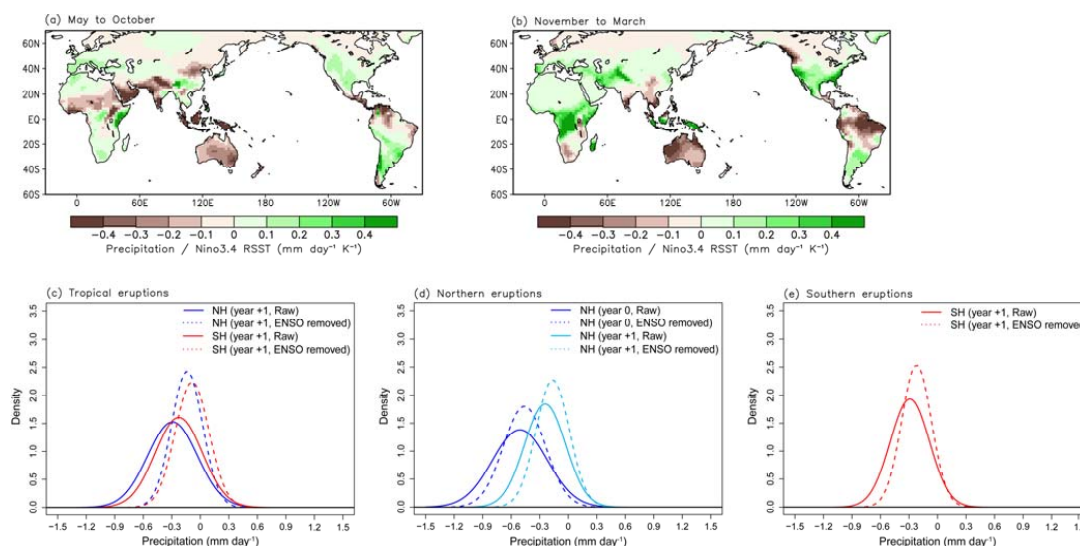 (a) May to October
60N
40N
20N
EQ
20S
40S
60S
0
60E
120E
180
120W
60W
-0.4 -0.3 -0.2 -0.1 0 0.1 0.2 0.3 0.4
Precipitation / Nino3.4 RSST (mm day⁻¹ K⁻¹)
(b) November to March
60N
40N
20N
EQ
20S
40S
60S
0
60E
120E
180
120W
60W
-0.4 -0.3 -0.2 -0.1 0 0.1 0.2 0.3 0.4
Precipitation / Nino3.4 RSST (mm day⁻¹ K⁻¹)
(c) Tropical eruptions
NH (year +1, Raw)
NH (year +1, ENSO removed)
SH (year +1, Raw)
SH (year +1, ENSO removed)
Density
3.5
3.0
2.5
2.0
1.5
1.0
0.5
0.0
-1.5 -1.2 -0.9 -0.6 -0.3 0 0.3 0.6 0.9 1.2 1.5
Precipitation (mm day⁻¹)
(d) Northern eruptions
NH (year 0, Raw)
NH (year 0, ENSO removed)
NH (year +1, Raw)
NH (year +1, ENSO removed)
Density
3.5
3.0
2.5
2.0
1.5
1.0
0.5
0.0
-1.5 -1.2 -0.9 -0.6 -0.3 0 0.3 0.6 0.9 1.2 1.5
Precipitation (mm day⁻¹)
(e) Southern eruptions
SH (year +1, Raw)
SH (year +1, ENSO removed
Density
3.5
3.0
2.5
2.0
1.5
1.0
0.5
0.0
-1.5 -1.2 -0.9 -0.6 -0.3 0 0.3 0.6 0.9 1.2 1.5
Precipitation (mm day⁻¹)